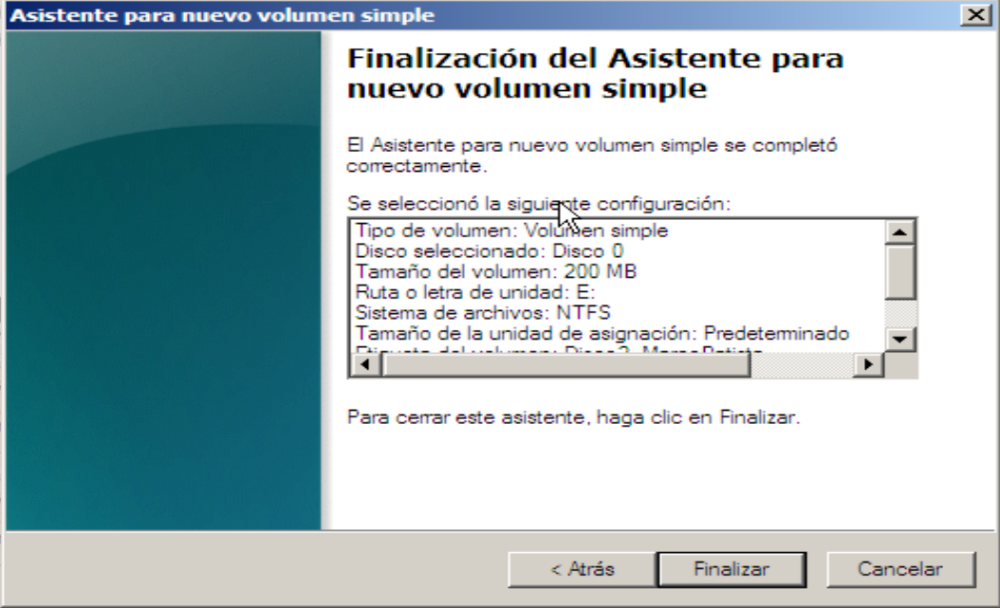 Asistente para nuevo volumen simple
Finalización del Asistente para
nuevo volumen simple
El Asistente para nuevo volumen simple se completó
correctamente.
Se seleccionó la siguiente configuración:
Tipo de volumen: Volumen simple
Disco seleccionado: Disco 0
Tamaño del volumen: 200 MB
Ruta o letra de unidad: E:
Sistema de archivos: NTFS
Tamaño de la unidad de asignación: Predeterminado
Etiqueta del volumen:
Para cerrar este asistente, haga clic en Finalizar.
< Atrás
Finalizar
Cancelar